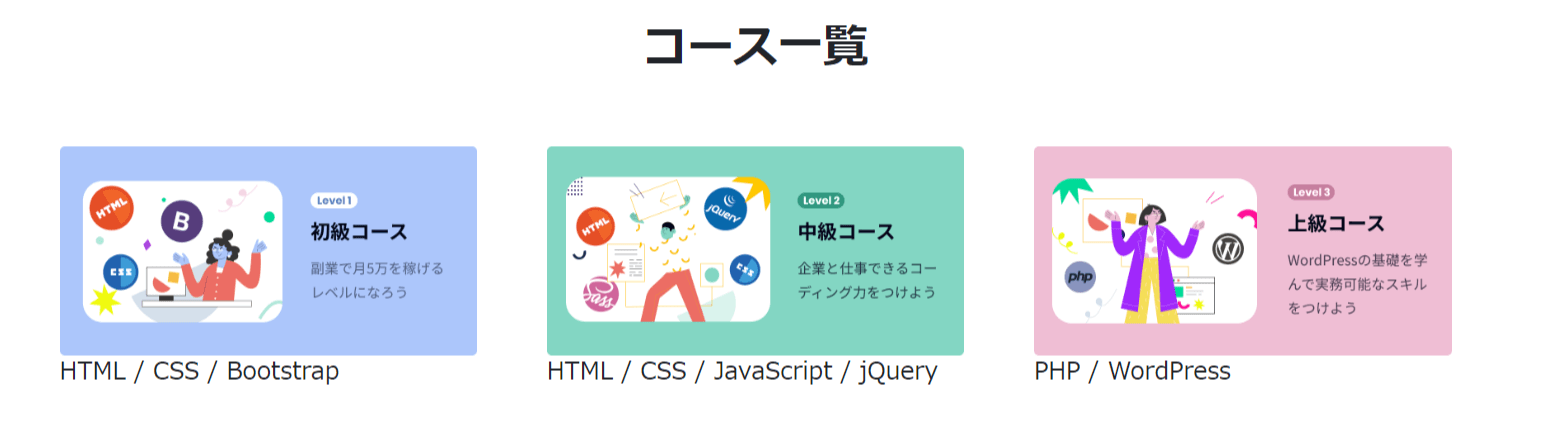 コース一覧
HTML
B
CSS
Level 1
初級コース
副業で月5万を稼げる
レベルになろう
HTML / CSS / Bootstrap
HTML
jQuery
CSS
Sass
Level 2
中級コース
企業と仕事できるコー
ディング力をつけよう
HTML / CSS / JavaScript / jQuery
php
W
Level 3
上級コース
WordPressの基礎を学
んで実務可能なスキル
をつけよう
PHP / WordPress